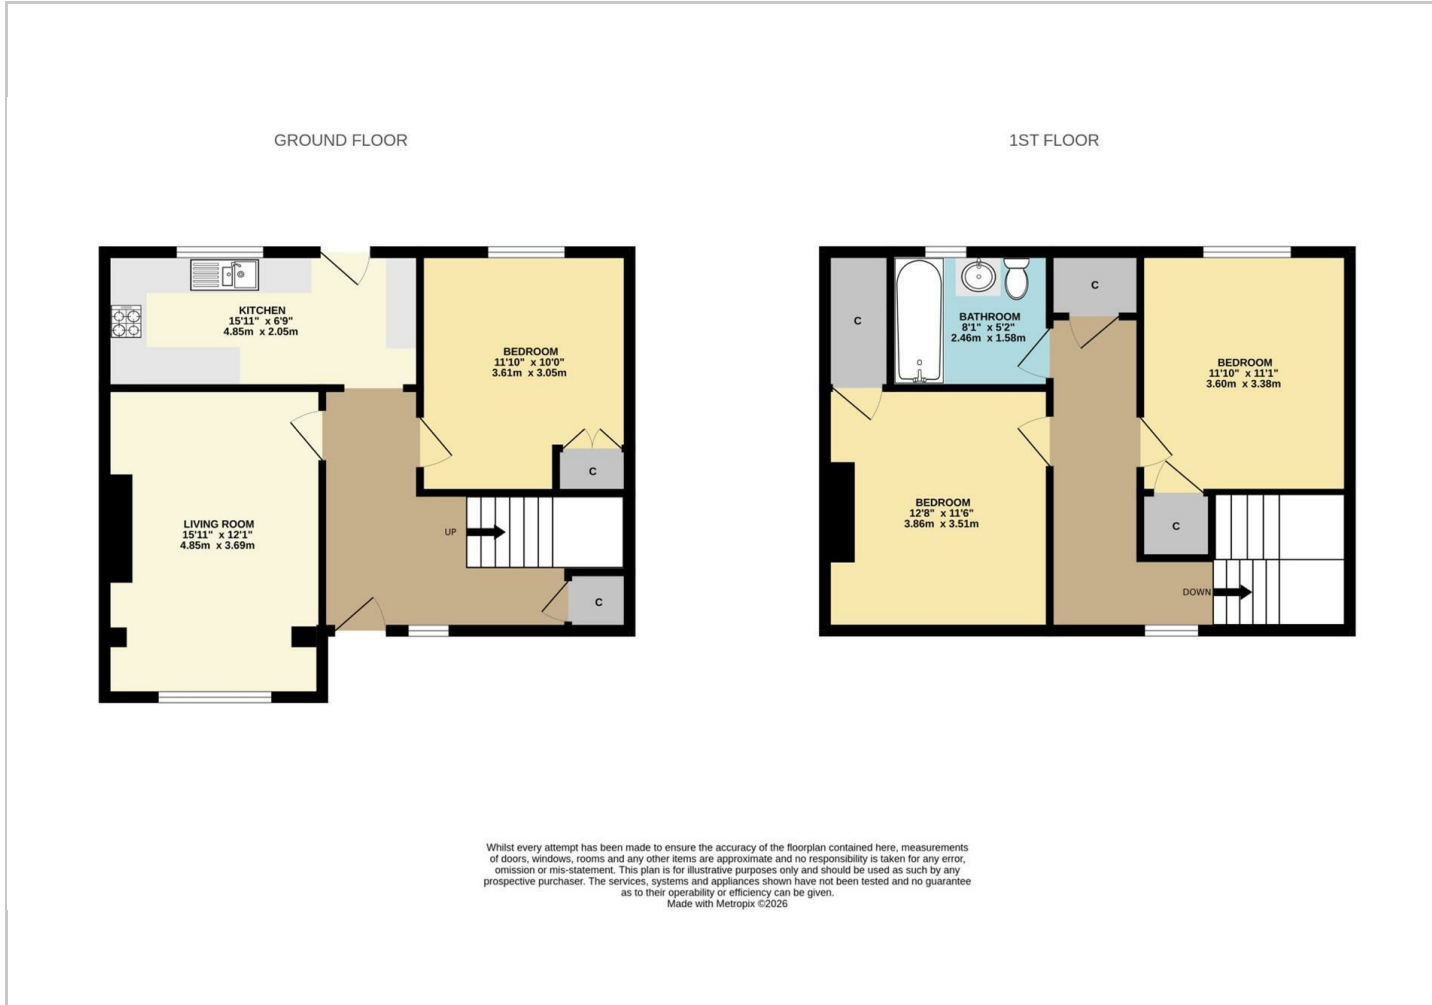 GROUND FLOOR
KITCHEN
15'11" x 6'9"
4.85m x 2.05m
BEDROOM
11'10" x 10'0"
3.61m x 3.05m
C
LIVING ROOM
15'11" x 12'1"
4.85m x 3.69m
UP
C
1ST FLOOR
C
BATHROOM
8'1" x 5'2"
2.46m x 1.58m
C
BEDROOM
11'10" x 11'1"
3.60m x 3.38m
BEDROOM
12'8" x 11'6"
3.86m x 3.51m
C
DOWN
Whilst every attempt has been made to ensure the accuracy of the floorplan contained here, measurements
of doors, windows, rooms and any other items are approximate and no responsibility is taken for any error,
omission or mis-statement. This plan is for illustrative purposes only and should be used as such by any
prospective purchaser. The services, systems and appliances shown have not been tested and no guarantee
as to their operability or efficiency can be given.
Made with Metropix ©2026